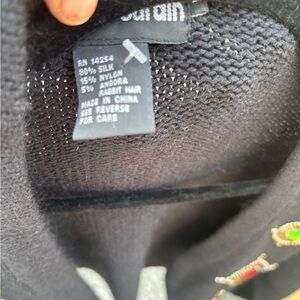 RN 14254
80% SILK
15% NYLON
5% ANGORA
RABBIT HAIR
MADE IN CHINA
SEE REVERSE
FOR CARE